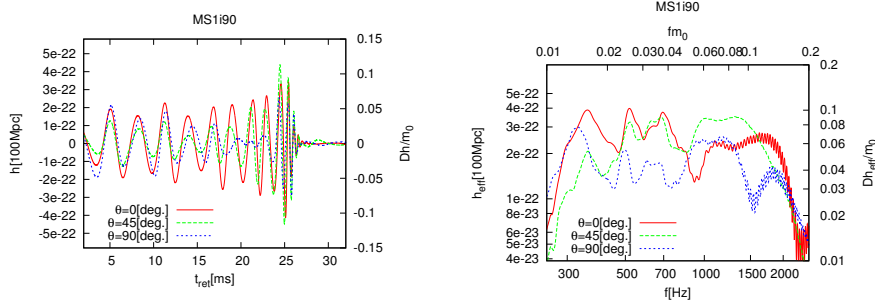 MS1i90
h[100Mpc]
5e-22
4e-22
3e-22
2e-22
1e-22
0
-1e-22
-2e-22
-3e-22
-4e-22
-5e-22
0.15
0.1
0.05
0
-0.05
-0.1
-0.15
Dh/m0
θ=0[deg.]
θ=45[deg.]
θ=90[deg.]
5 10 15 20 25 30
tret[ms]
MS1i90
fm0
0.01 0.02 0.03 0.04 0.06 0.08 0.1 0.2
heff[100Mpc]
5e-22
3e-22
2e-22
1e-22
8e-23
6e-23
5e-23
4e-23
0.2
0.1
0.08
0.06
0.05
0.04
0.03
0.02
0.01
Dheff/m0
θ=0[deg.]
θ=45[deg.]
θ=90[deg.]
300 500 700 1000 1500 2000
f[Hz]